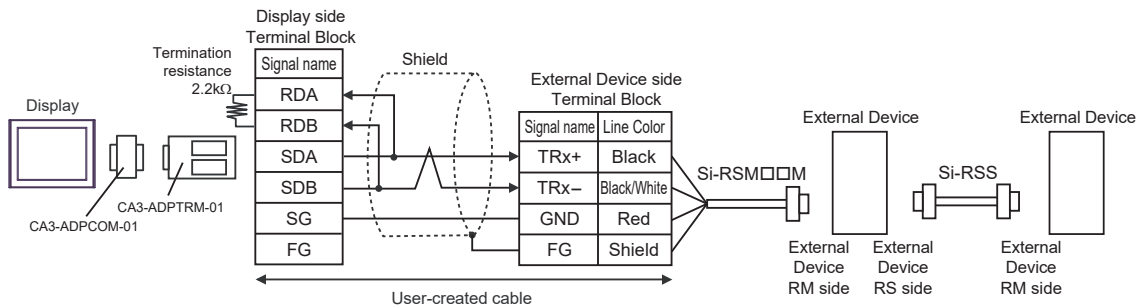 Display side
Terminal Block
Termination
resistance
2.2kΩ
Shield
Signal name
RDA
RDB
SDA
SDB
SG
FG
Display
CA3-ADPCOM-01
CA3-ADPTRM-01
External Device side
Terminal Block
Signal name Line Color
TRx+ Black
TRx− Black/White
GND Red
FG Shield
User-created cable
Si-RSM□□M
External Device
Si-RSS
External Device
External
Device
RM side
External
Device
RS side
External
Device
RM side